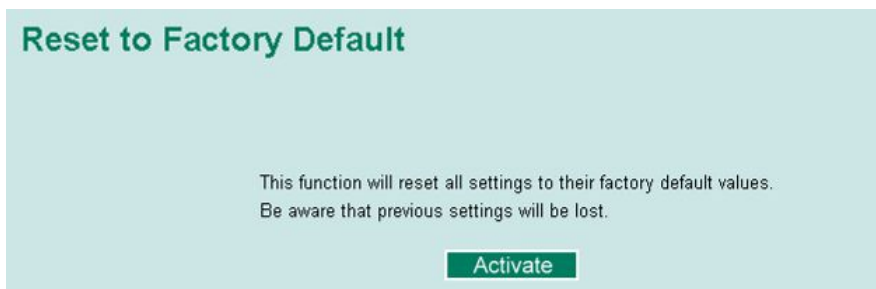 Reset to Factory Default
This function will reset all settings to their factory default values.
Be aware that previous settings will be lost.
Activate